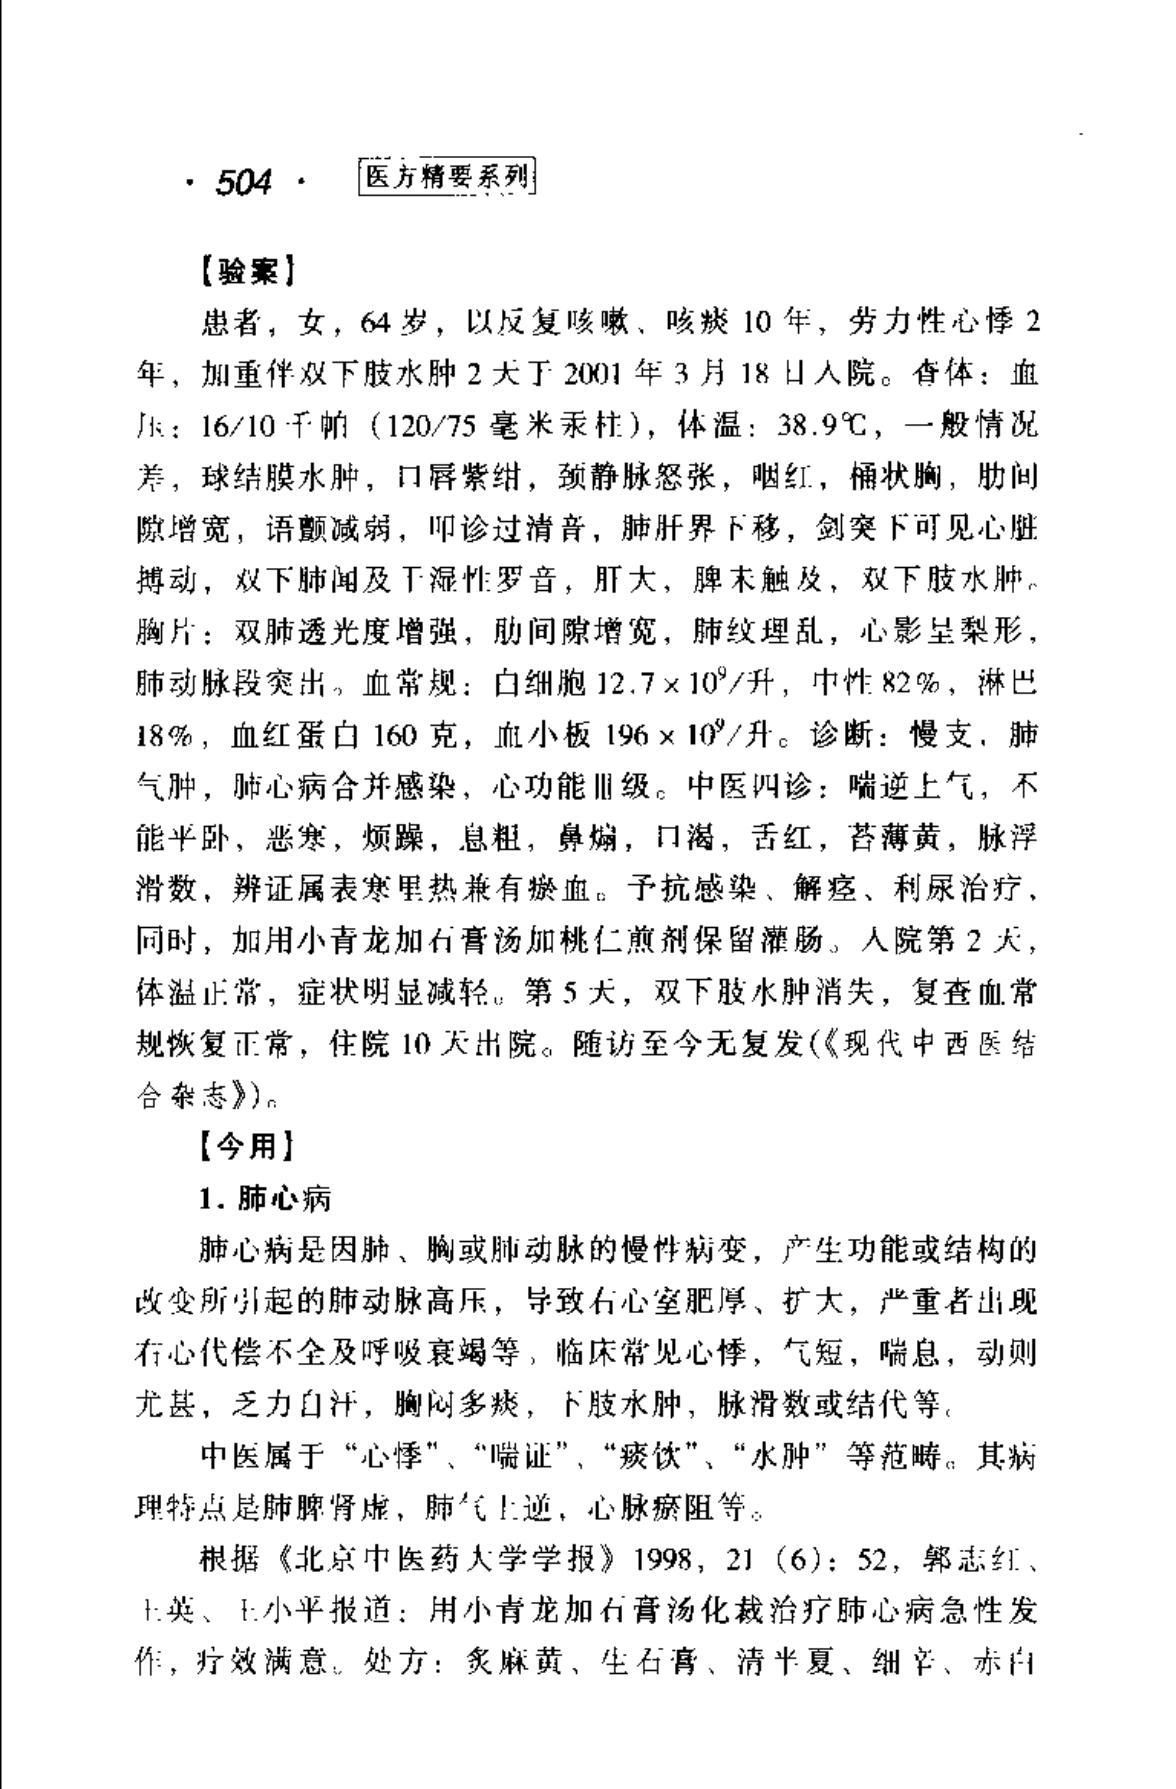 · 504 · 医方精要系列
【验案】
患者，女，64岁，以反复咳嗽、咳痰10年，劳力性心悸2
年，加重伴双下肢水肿2天于2001年3月18日入院。查体：血
压：16/10千帕（120/75毫米汞柱），体温：38.9℃，一般情况
差，球结膜水肿，口唇紫绀，颈静脉怒张，咽红，桶状胸，肋间
隙增宽，语颤减弱，叩诊过清音，肺肝界下移，剑突下可见心脏
搏动，双下肺闻及干湿性罗音，肝大，脾未触及，双下肢水肿。
胸片：双肺透光度增强，肋间隙增宽，肺纹理乱，心影呈梨形，
肺动脉段突出。血常规：白细胞12.7×10⁹/升，中性82%，淋巴
18%，血红蛋白160克，血小板196×10⁹/升。诊断：慢支，肺
气肿，肺心病合并感染，心功能Ⅲ级。中医四诊：喘逆上气，不
能平卧，恶寒，烦躁，息粗，鼻煽，口渴，舌红，苔薄黄，脉浮
滑数，辨证属表寒里热兼有瘀血。予抗感染、解痉、利尿治疗，
同时，加用小青龙加石膏汤加桃仁煎剂保留灌肠。入院第2天，
体温正常，症状明显减轻。第5天，双下肢水肿消失，复查血常
规恢复正常，住院10天出院。随访至今无复发(《现代中西医结
合杂志》)。
【今用】
1. 肺心病
肺心病是因肺、胸或肺动脉的慢性病变，产生功能或结构的
改变所引起的肺动脉高压，导致右心室肥厚、扩大，严重者出现
右心代偿不全及呼吸衰竭等。临床常见心悸，气短，喘息，动则
尤甚，乏力自汗，胸闷多痰，下肢水肿，脉滑数或结代等。
中医属于“心悸”、“喘证”、“痰饮”、“水肿”等范畴。其病
理特点是肺脾肾虚，肺气上逆，心脉瘀阻等。
根据《北京中医药大学学报》1998，21（6）：52，郭志红、
王英、王小平报道：用小青龙加石膏汤化裁治疗肺心病急性发
作，疗效满意。处方：炙麻黄、生石膏、清半夏、细辛、赤白